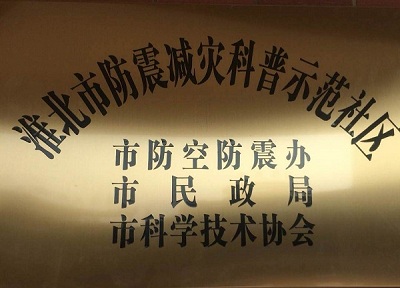 淮北市防震减灾科普示范社区
市防空防震办
市民政局
市科学技术协会